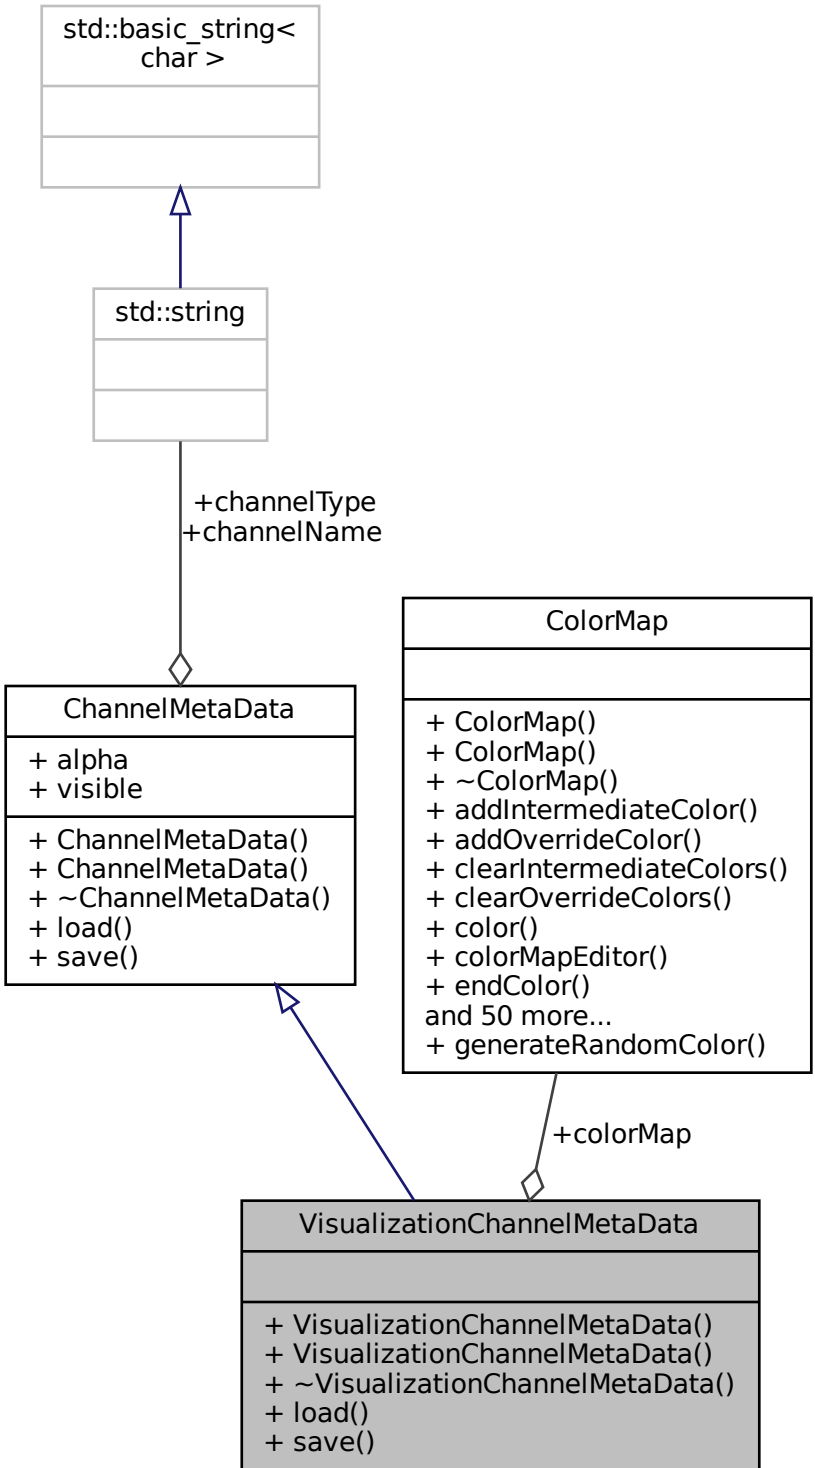 std::basic_string<
char >
std::string
+channelType
+channelName
ChannelMetaData
+ alpha
+ visible
+ ChannelMetaData()
+ ChannelMetaData()
+ ~ChannelMetaData()
+ load()
+ save()
ColorMap
+ ColorMap()
+ ColorMap()
+ ~ColorMap()
+ addIntermediateColor()
+ addOverrideColor()
+ clearIntermediateColors()
+ clearOverrideColors()
+ color()
+ colorMapEditor()
+ endColor()
and 50 more...
+ generateRandomColor()
+colorMap
VisualizationChannelMetaData
+ VisualizationChannelMetaData()
+ VisualizationChannelMetaData()
+ ~VisualizationChannelMetaData()
+ load()
+ save()